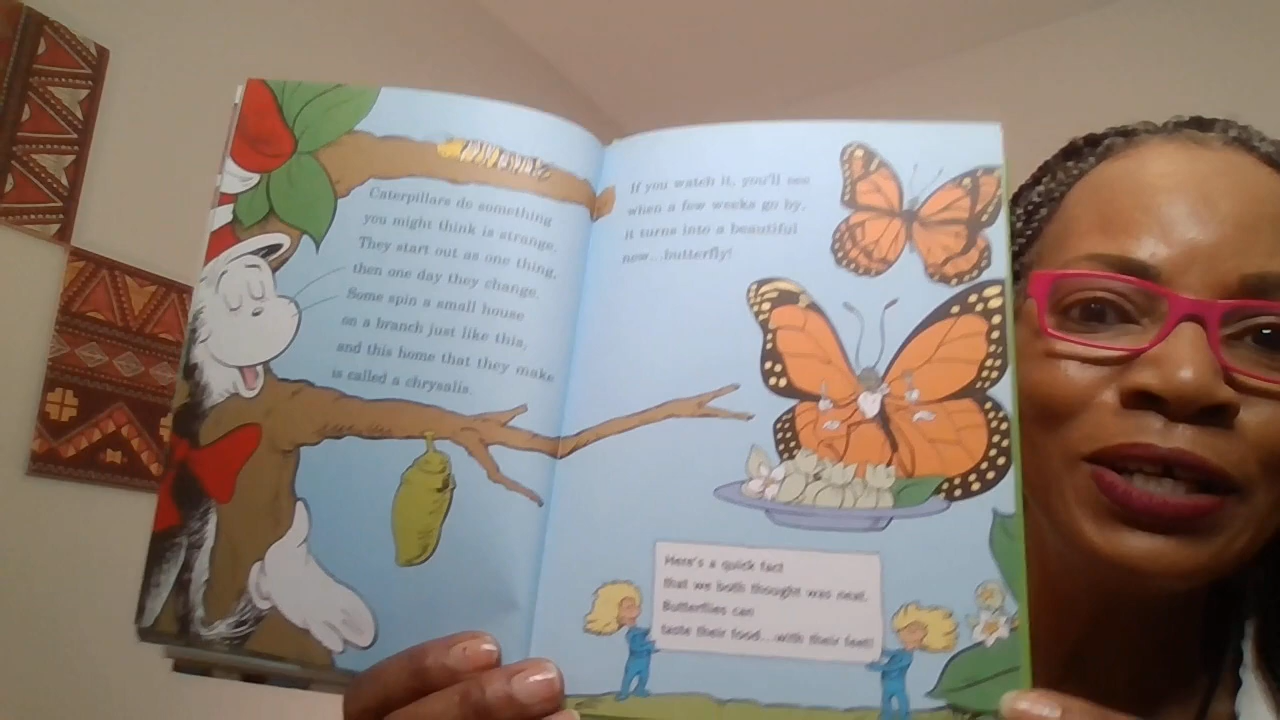 Caterpillars do something
you might think is strange.
They start out as one thing,
then one day they change.
Some spin a small house
on a branch just like this,
and this home that they make
is called a chrysalis.
If you watch it, you'll see
when a few weeks go by,
it turns into a beautiful
new...butterfly!
Here's a quick fact
that we both thought was neat.
Butterflies can
taste their food...with their feet!